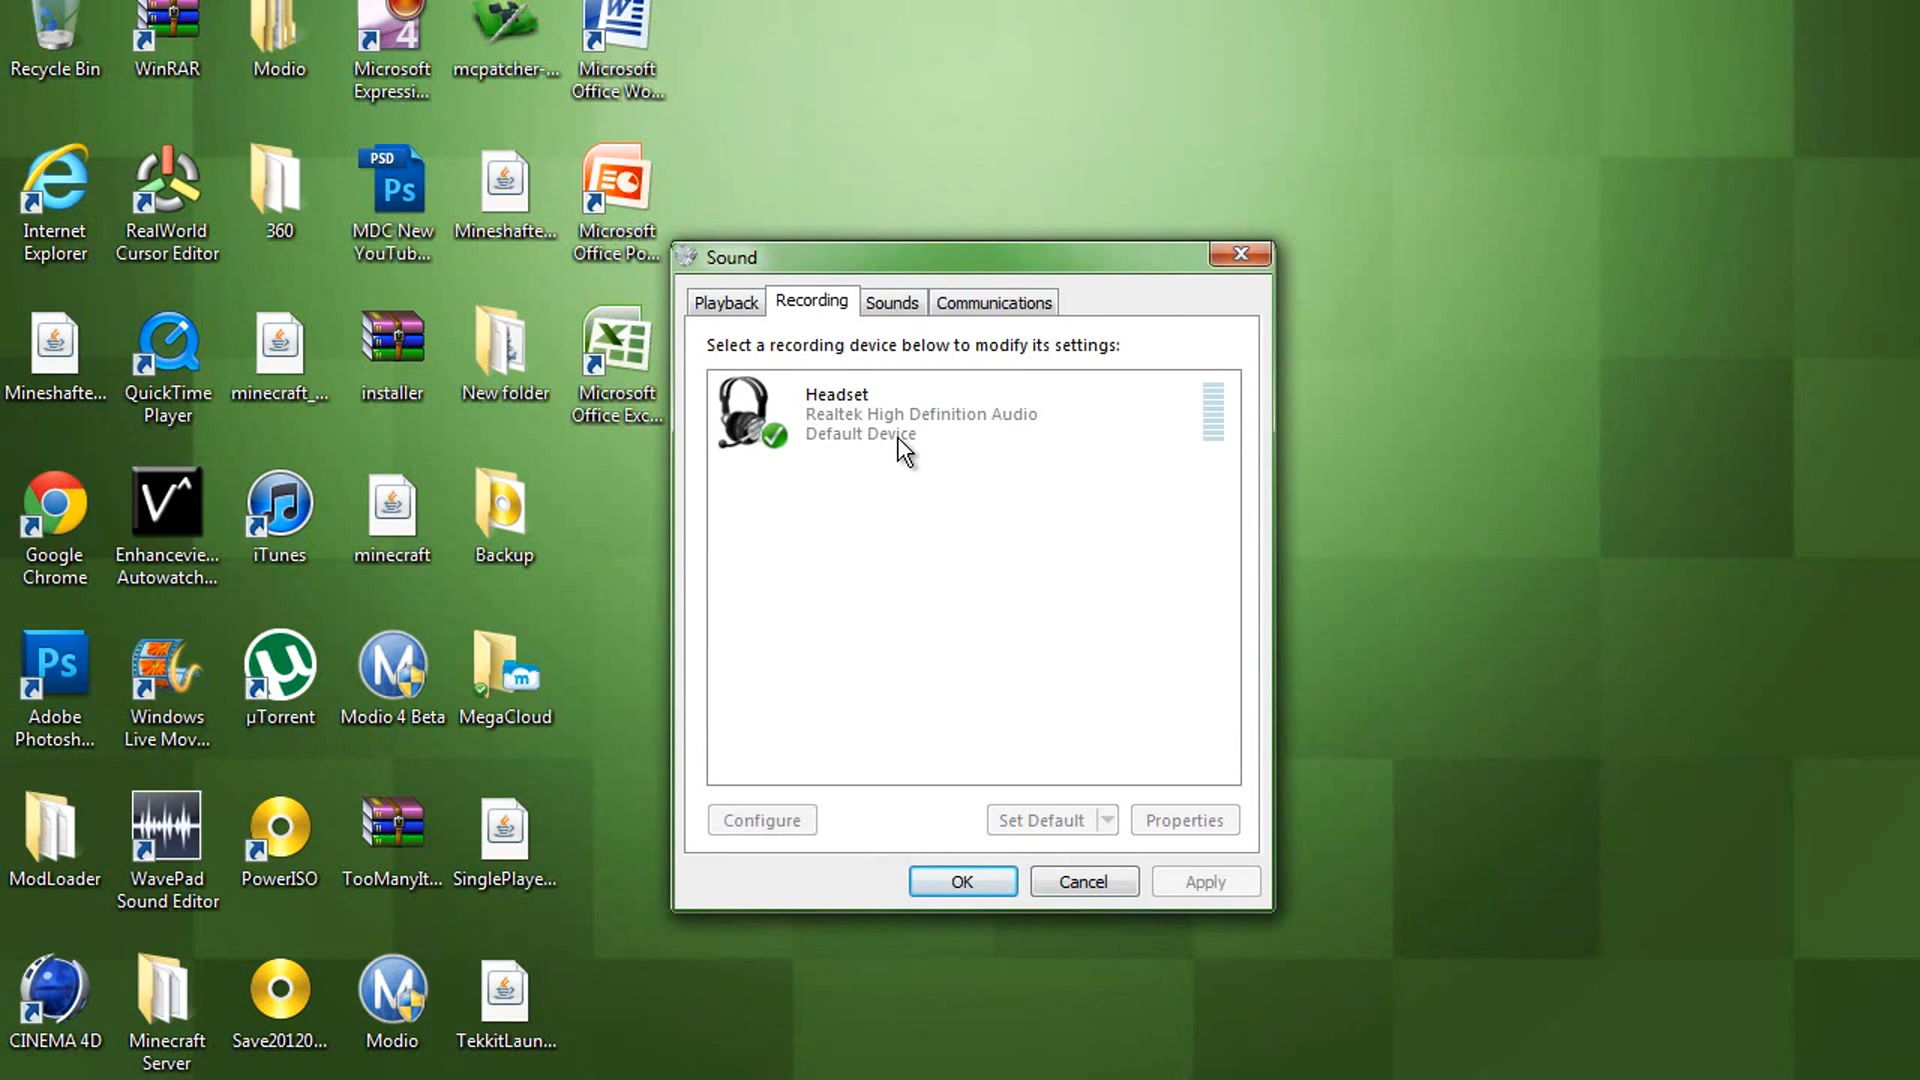 Recycle Bin
WinRAR
Modio
4
Microsoft
Expressi...
mcpatcher-...
W
Microsoft
Office Wo...
Internet
Explorer
RealWorld
Cursor Editor
360
PSD
Ps
MDC New
YouTub...
Mineshafte...
Microsoft
Office Po...
Mineshafte...
QuickTime
Player
minecraft_...
installer
New folder
Microsoft
Office Exc...
Google
Chrome
V^
Enhancevie...
Autowatch...
iTunes
minecraft
Backup
Ps
Adobe
Photosh...
Windows
Live Mov...
µ
µTorrent
M
Modio 4 Beta
m
MegaCloud
ModLoader
WavePad
Sound Editor
PowerISO
TooManyIt...
SinglePlaye...
CINEMA 4D
Minecraft
Server
Save20120...
M
Modio
TekkitLaun...
Sound
Playback
Recording
Sounds
Communications
Select a recording device below to modify its settings:
Headset
Realtek High Definition Audio
Default Device
Configure
Set Default
Properties
OK
Cancel
Apply